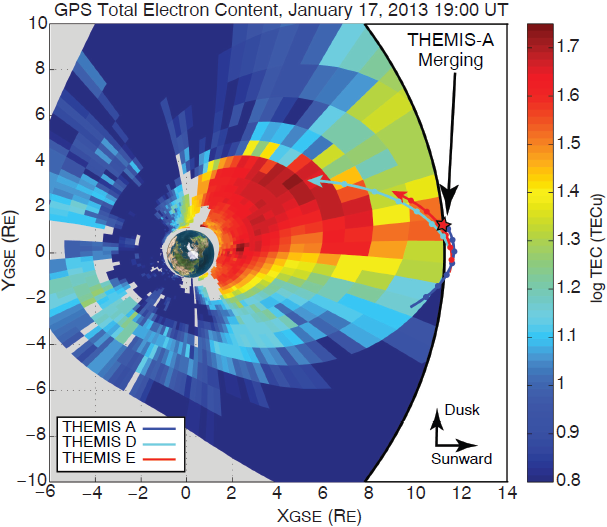 GPS Total Electron Content, January 17, 2013 19:00 UT
THEMIS-A
Merging
10
8
6
4
2
0
−2
−4
−6
−8
−10
YGSE (RE)
−6
−4
−2
0
2
4
6
8
10
12
14
XGSE (RE)
THEMIS A
THEMIS D
THEMIS E
Dusk
Sunward
1.7
1.6
1.5
1.4
1.3
1.2
1.1
1
0.9
0.8
log TEC (TECu)